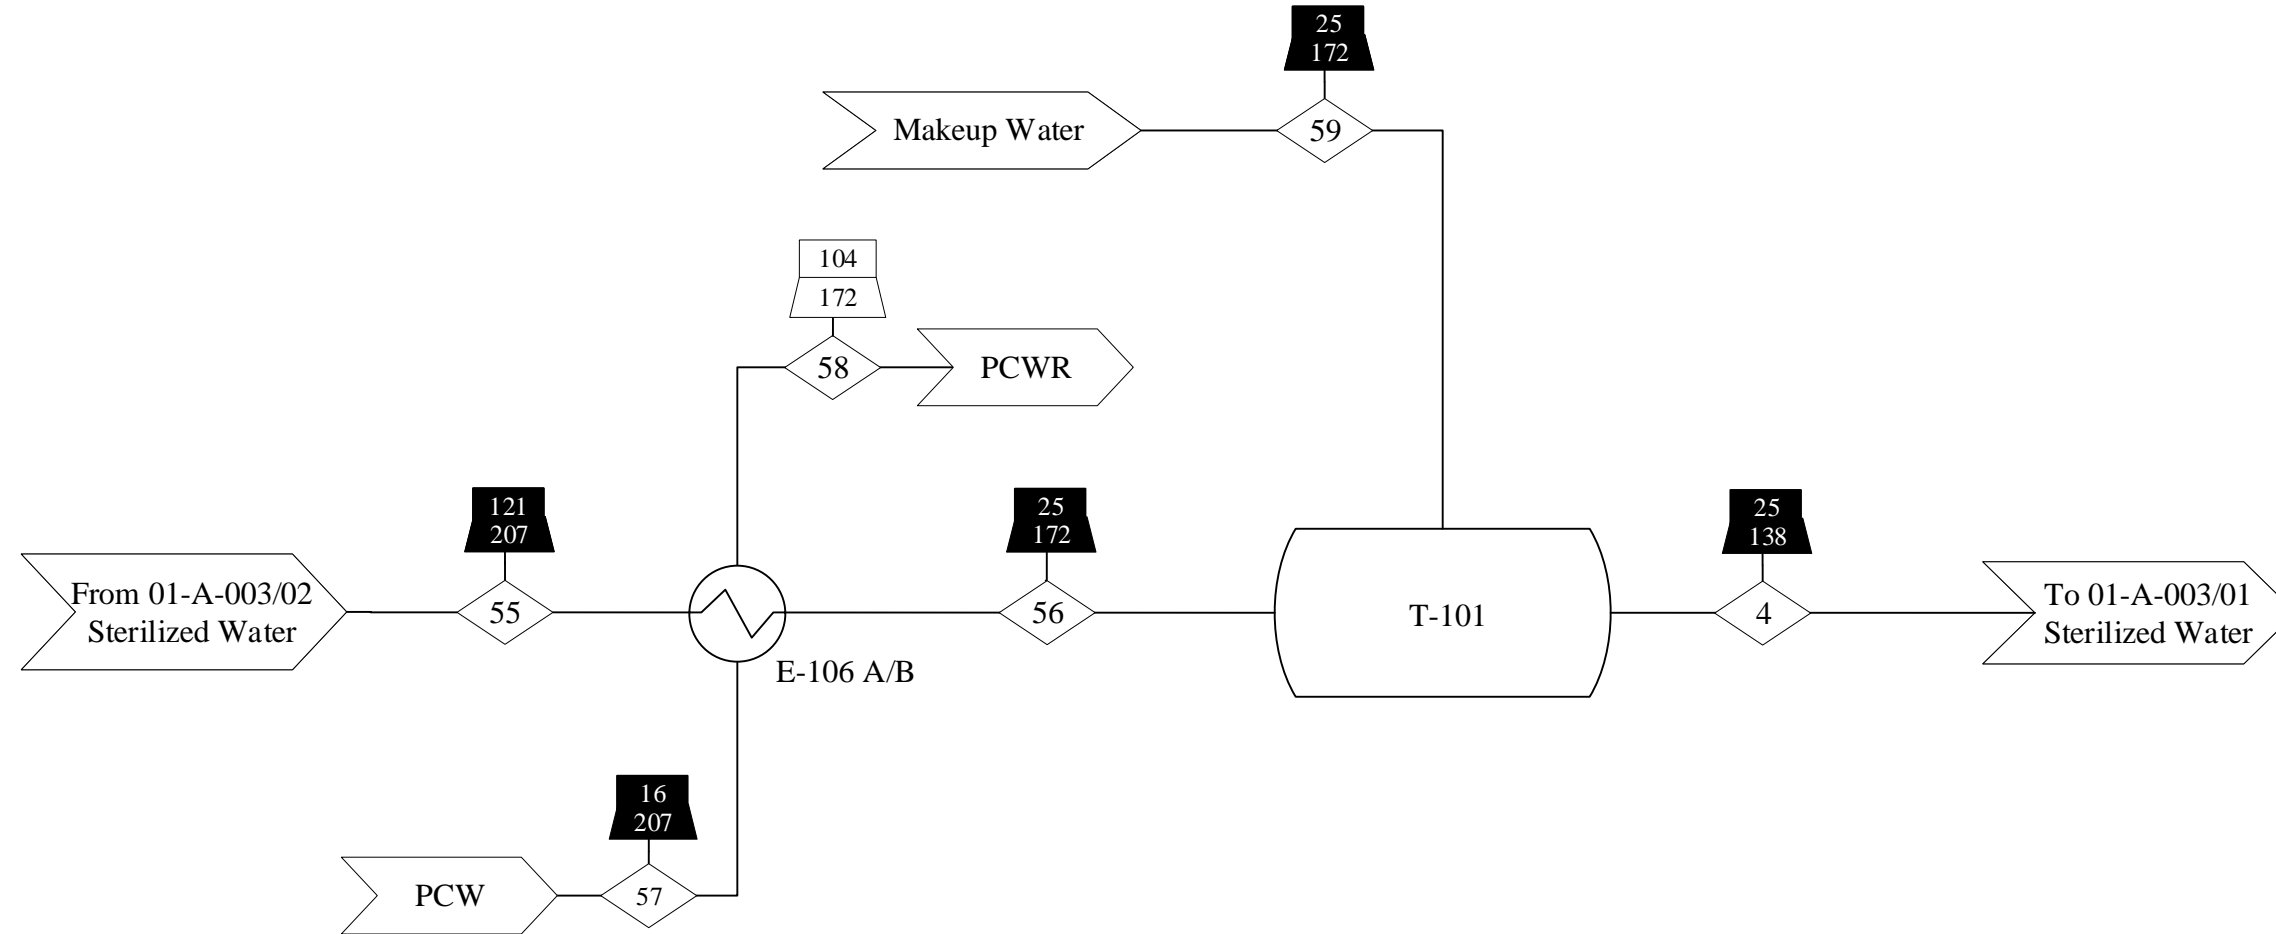 25
172
Makeup Water
59
104
172
58
PCWR
121
207
25
172
25
138
From 01-A-003/02
Sterilized Water
55
56
T-101
4
To 01-A-003/01
Sterilized Water
E-106 A/B
16
207
PCW
57